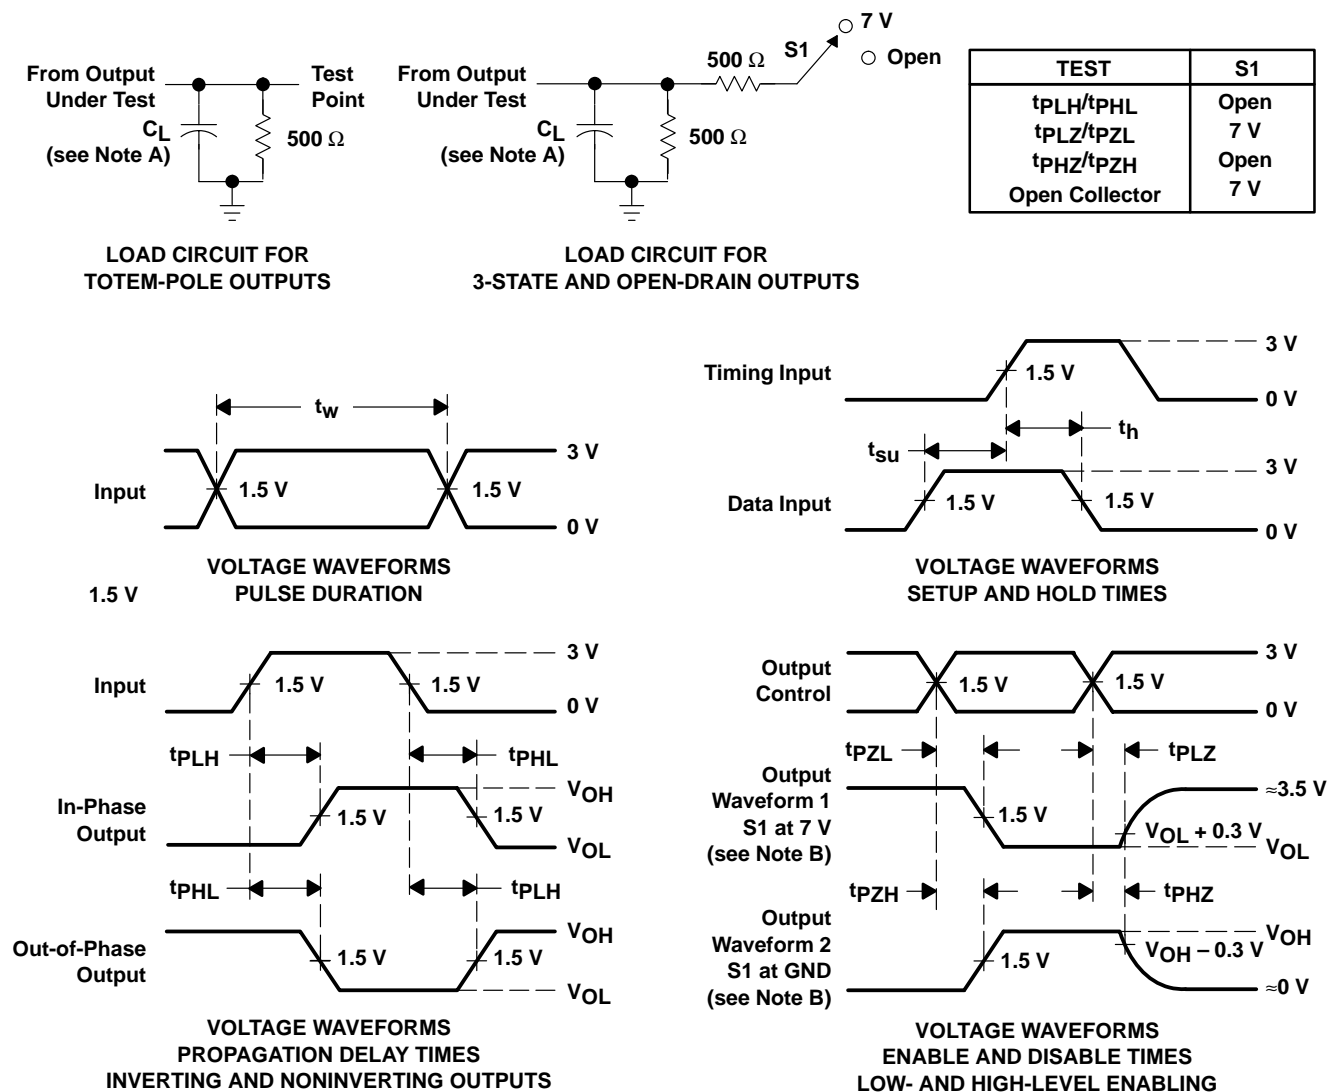 From Output
Under Test
Test
Point
CL
(see Note A)
500 Ω
LOAD CIRCUIT FOR
TOTEM-POLE OUTPUTS
From Output
Under Test
CL
(see Note A)
500 Ω
500 Ω
S1
7 V
Open
LOAD CIRCUIT FOR
3-STATE AND OPEN-DRAIN OUTPUTS
TEST S1
tPLH/tPHL Open
tPLZ/tPZL 7 V
tPHZ/tPZH Open
Open Collector 7 V
tw
Input
1.5 V
1.5 V
3 V
0 V
VOLTAGE WAVEFORMS
PULSE DURATION
1.5 V
Timing Input
1.5 V
3 V
0 V
tsu
th
Data Input
1.5 V
1.5 V
3 V
0 V
VOLTAGE WAVEFORMS
SETUP AND HOLD TIMES
Input
1.5 V
1.5 V
3 V
0 V
tPLH
tPHL
In-Phase
Output
1.5 V
1.5 V
VOH
VOL
tPHL
tPLH
Out-of-Phase
Output
1.5 V
1.5 V
VOH
VOL
VOLTAGE WAVEFORMS
PROPAGATION DELAY TIMES
INVERTING AND NONINVERTING OUTPUTS
Output
Control
1.5 V
1.5 V
3 V
0 V
tPZL
tPLZ
Output
Waveform 1
S1 at 7 V
(see Note B)
1.5 V
≈3.5 V
VOL + 0.3 V
VOL
tPZH
tPHZ
Output
Waveform 2
S1 at GND
(see Note B)
1.5 V
VOH
VOH – 0.3 V
≈0 V
VOLTAGE WAVEFORMS
ENABLE AND DISABLE TIMES
LOW- AND HIGH-LEVEL ENABLING